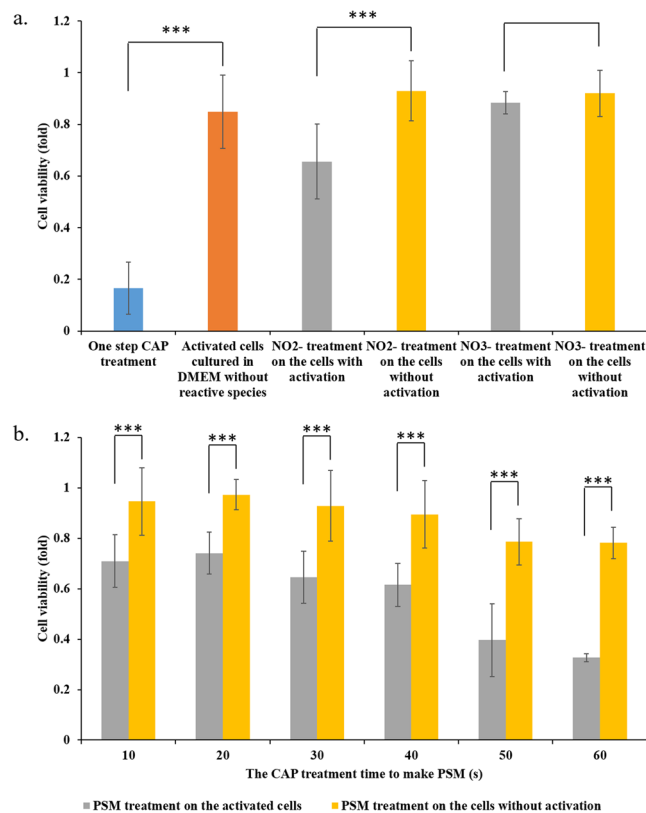 a.
1.2
1
0.8
0.6
0.4
0.2
0
Cell viability (fold)
***
***
One step CAP
treatment
Activated cells
cultured in
DMEM without
reactive species
NO2- treatment
on the cells with
activation
NO2- treatment
on the cells
without
activation
NO3- treatment
on the cells with
activation
NO3- treatment
on the cells
without
activation
b.
1.2
1
0.8
0.6
0.4
0.2
0
Cell viability (fold)
***
***
***
***
***
***
10
20
30
40
50
60
The CAP treatment time to make PSM (s)
PSM treatment on the activated cells
PSM treatment on the cells without activation